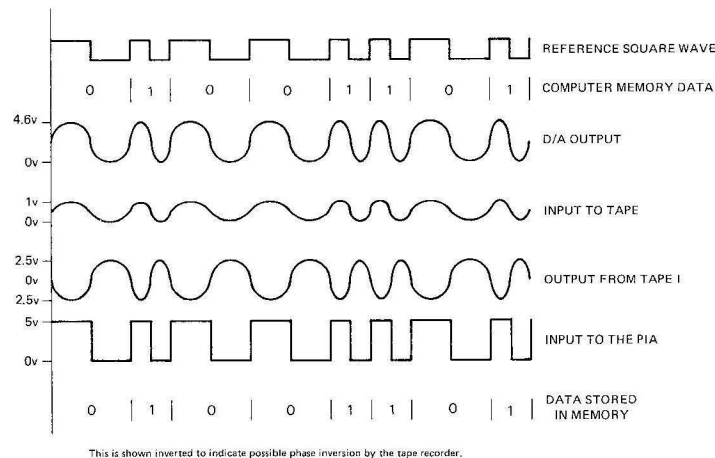 REFERENCE SQUARE WAVE
0 1 0 0 1 1 0 1 COMPUTER MEMORY DATA
4.6v
0v
D/A OUTPUT
1v
0v
INPUT TO TAPE
2.5v
0v
2.5v
OUTPUT FROM TAPE I
5v
0v
INPUT TO THE PIA
0 1 0 0 1 1 0 1 DATA STORED
IN MEMORY
This is shown inverted to indicate possible phase inversion by the tape recorder.